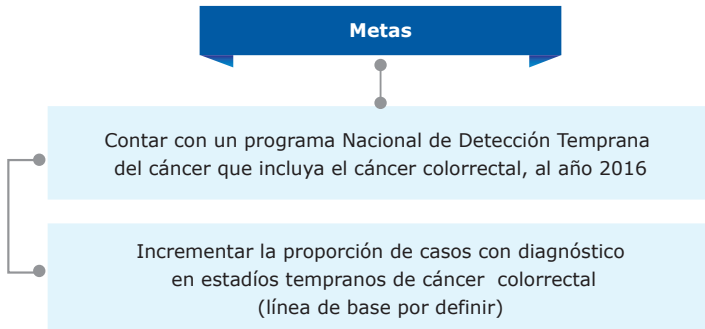 Metas
Contar con un programa Nacional de Detección Temprana
del cáncer que incluya el cáncer colorrectal, al año 2016
Incrementar la proporción de casos con diagnóstico
en estadíos tempranos de cáncer  colorrectal
(línea de base por definir)